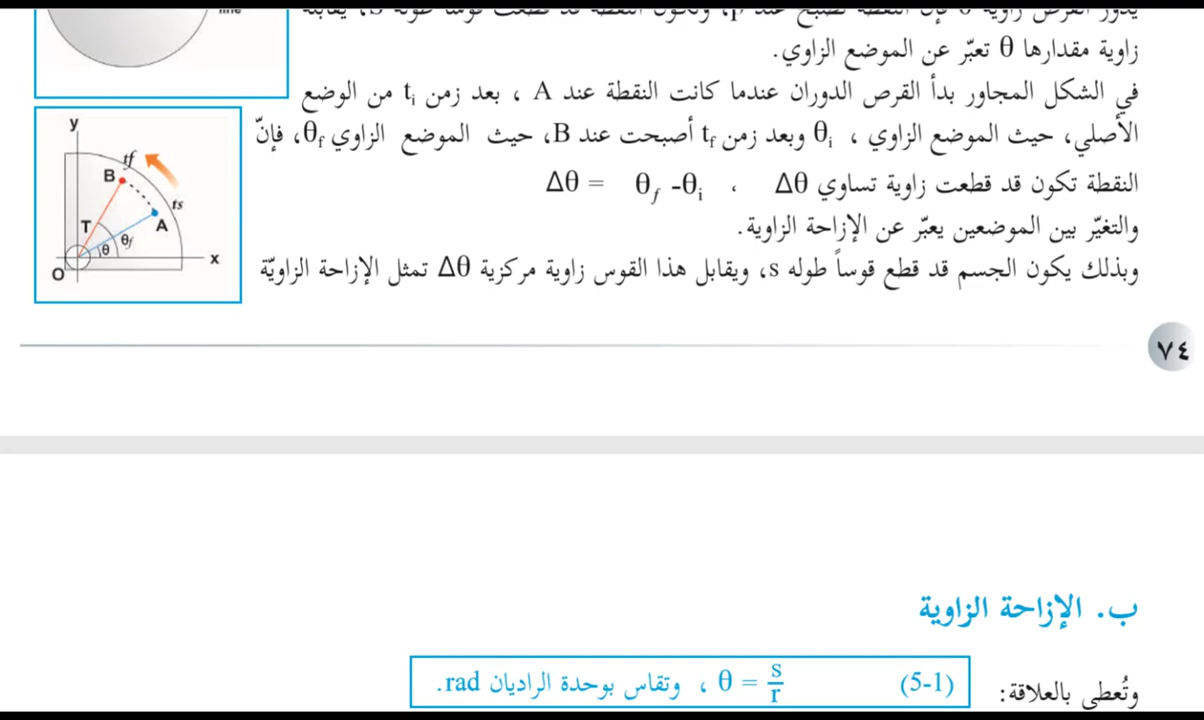 line
زاوية مقدارها θ تعبّر عن الموضع الزاوي.
في الشكل المجاور بدأ القرص الدوران عندما كانت النقطة عند A ، بعد زمن ti من الوضع
الأصلي، حيث الموضع الزاوي ، θi وبعد زمن tf أصبحت عند B، حيث الموضع الزاوي θf، فإنّ
النقطة تكون قد قطعت زاوية تساوي Δθ ، Δθ = θf -θi
والتغيّر بين الموضعين يعبّر عن الإزاحة الزاوية.
وبذلك يكون الجسم قد قطع قوساً طوله s، ويقابل هذا القوس زاوية مركزية Δθ تمثل الإزاحة الزاويّة
y
tf
B
ts
A
T
θf
θ
x
O
٧٤
ب. الإزاحة الزاوية
وتُعطى بالعلاقة:
(5-1) θ = s/r ، وتقاس بوحدة الراديان rad.